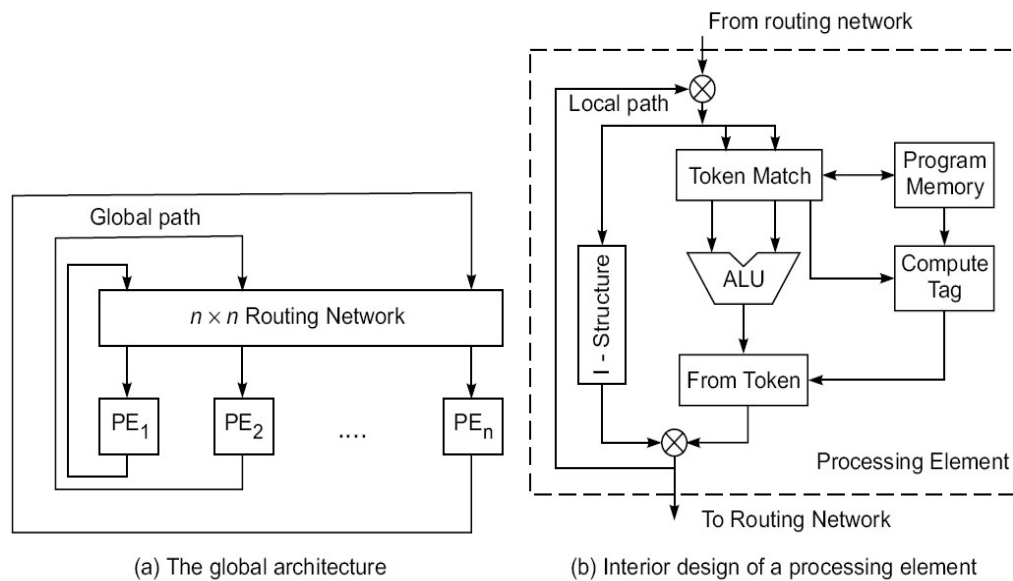 Global path
n × n Routing Network
PE1
PE2
....
PEn
(a) The global architecture
From routing network
Local path
Token Match
Program
Memory
I - Structure
ALU
Compute
Tag
From Token
Processing Element
To Routing Network
(b) Interior design of a processing element